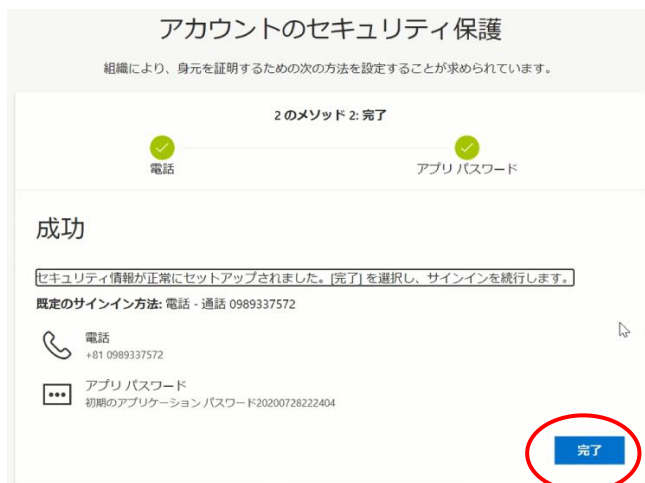 アカウントのセキュリティ保護
組織により、身元を証明するための次の方法を設定することが求められています。
2 のメソッド 2: 完了
電話
アプリ パスワード
成功
セキュリティ情報が正常にセットアップされました。[完了] を選択し、サインインを続行します。
既定のサインイン方法: 電話 - 通話 0989337572
電話
+81 0989337572
アプリ パスワード
初期のアプリケーション パスワード20200728222404
完了